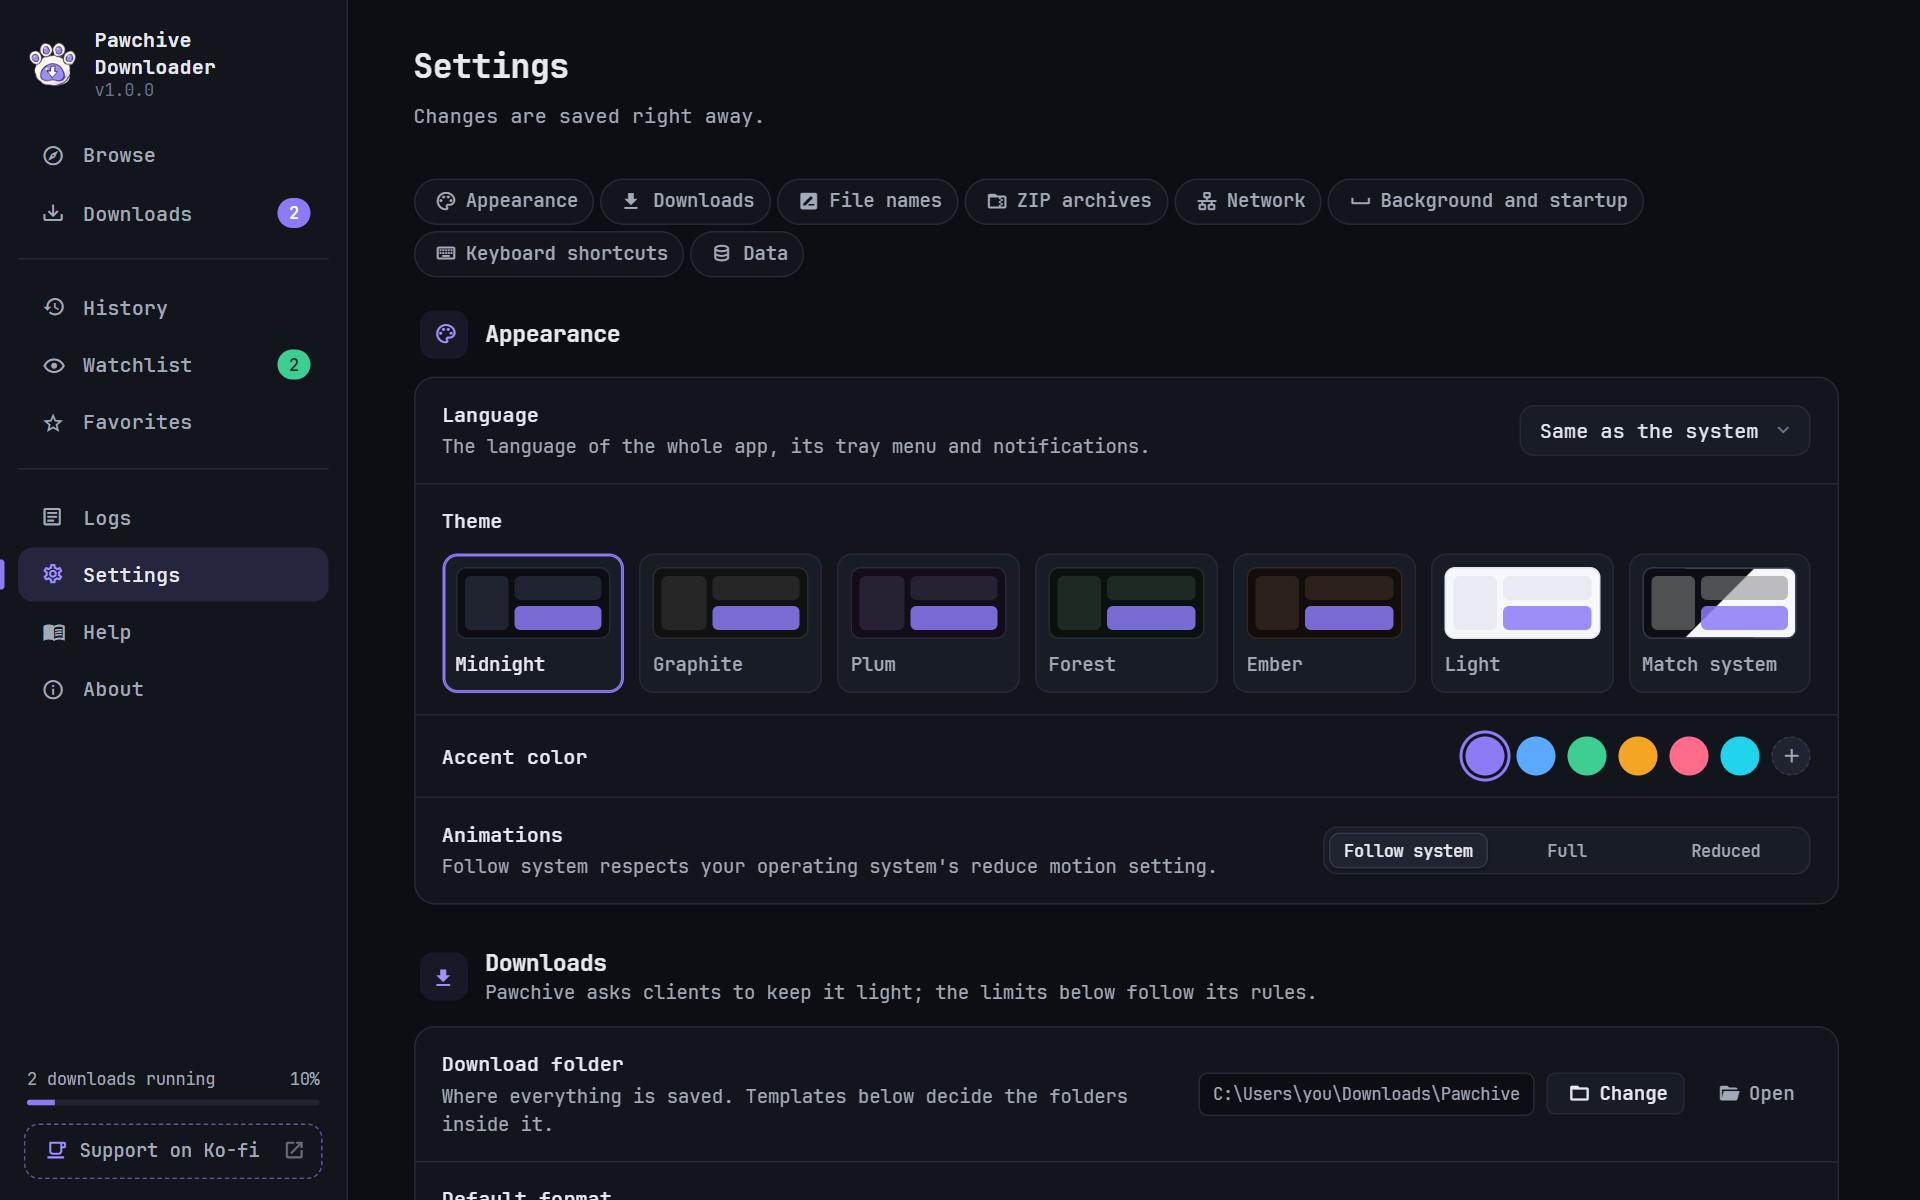 Pawchive
Downloader
v1.0.0
Browse
Downloads 2
History
Watchlist 2
Favorites
Logs
Settings
Help
About
2 downloads running 10%
Support on Ko-fi
Settings
Changes are saved right away.
Appearance Downloads File names ZIP archives Network Background and startup
Keyboard shortcuts Data
Appearance
Language
The language of the whole app, its tray menu and notifications.
Same as the system
Theme
Midnight Graphite Plum Forest Ember Light Match system
Accent color
Animations
Follow system respects your operating system's reduce motion setting.
Follow system Full Reduced
Downloads
Pawchive asks clients to keep it light; the limits below follow its rules.
Download folder
Where everything is saved. Templates below decide the folders
inside it.
C:\Users\you\Downloads\Pawchive Change Open
Default format